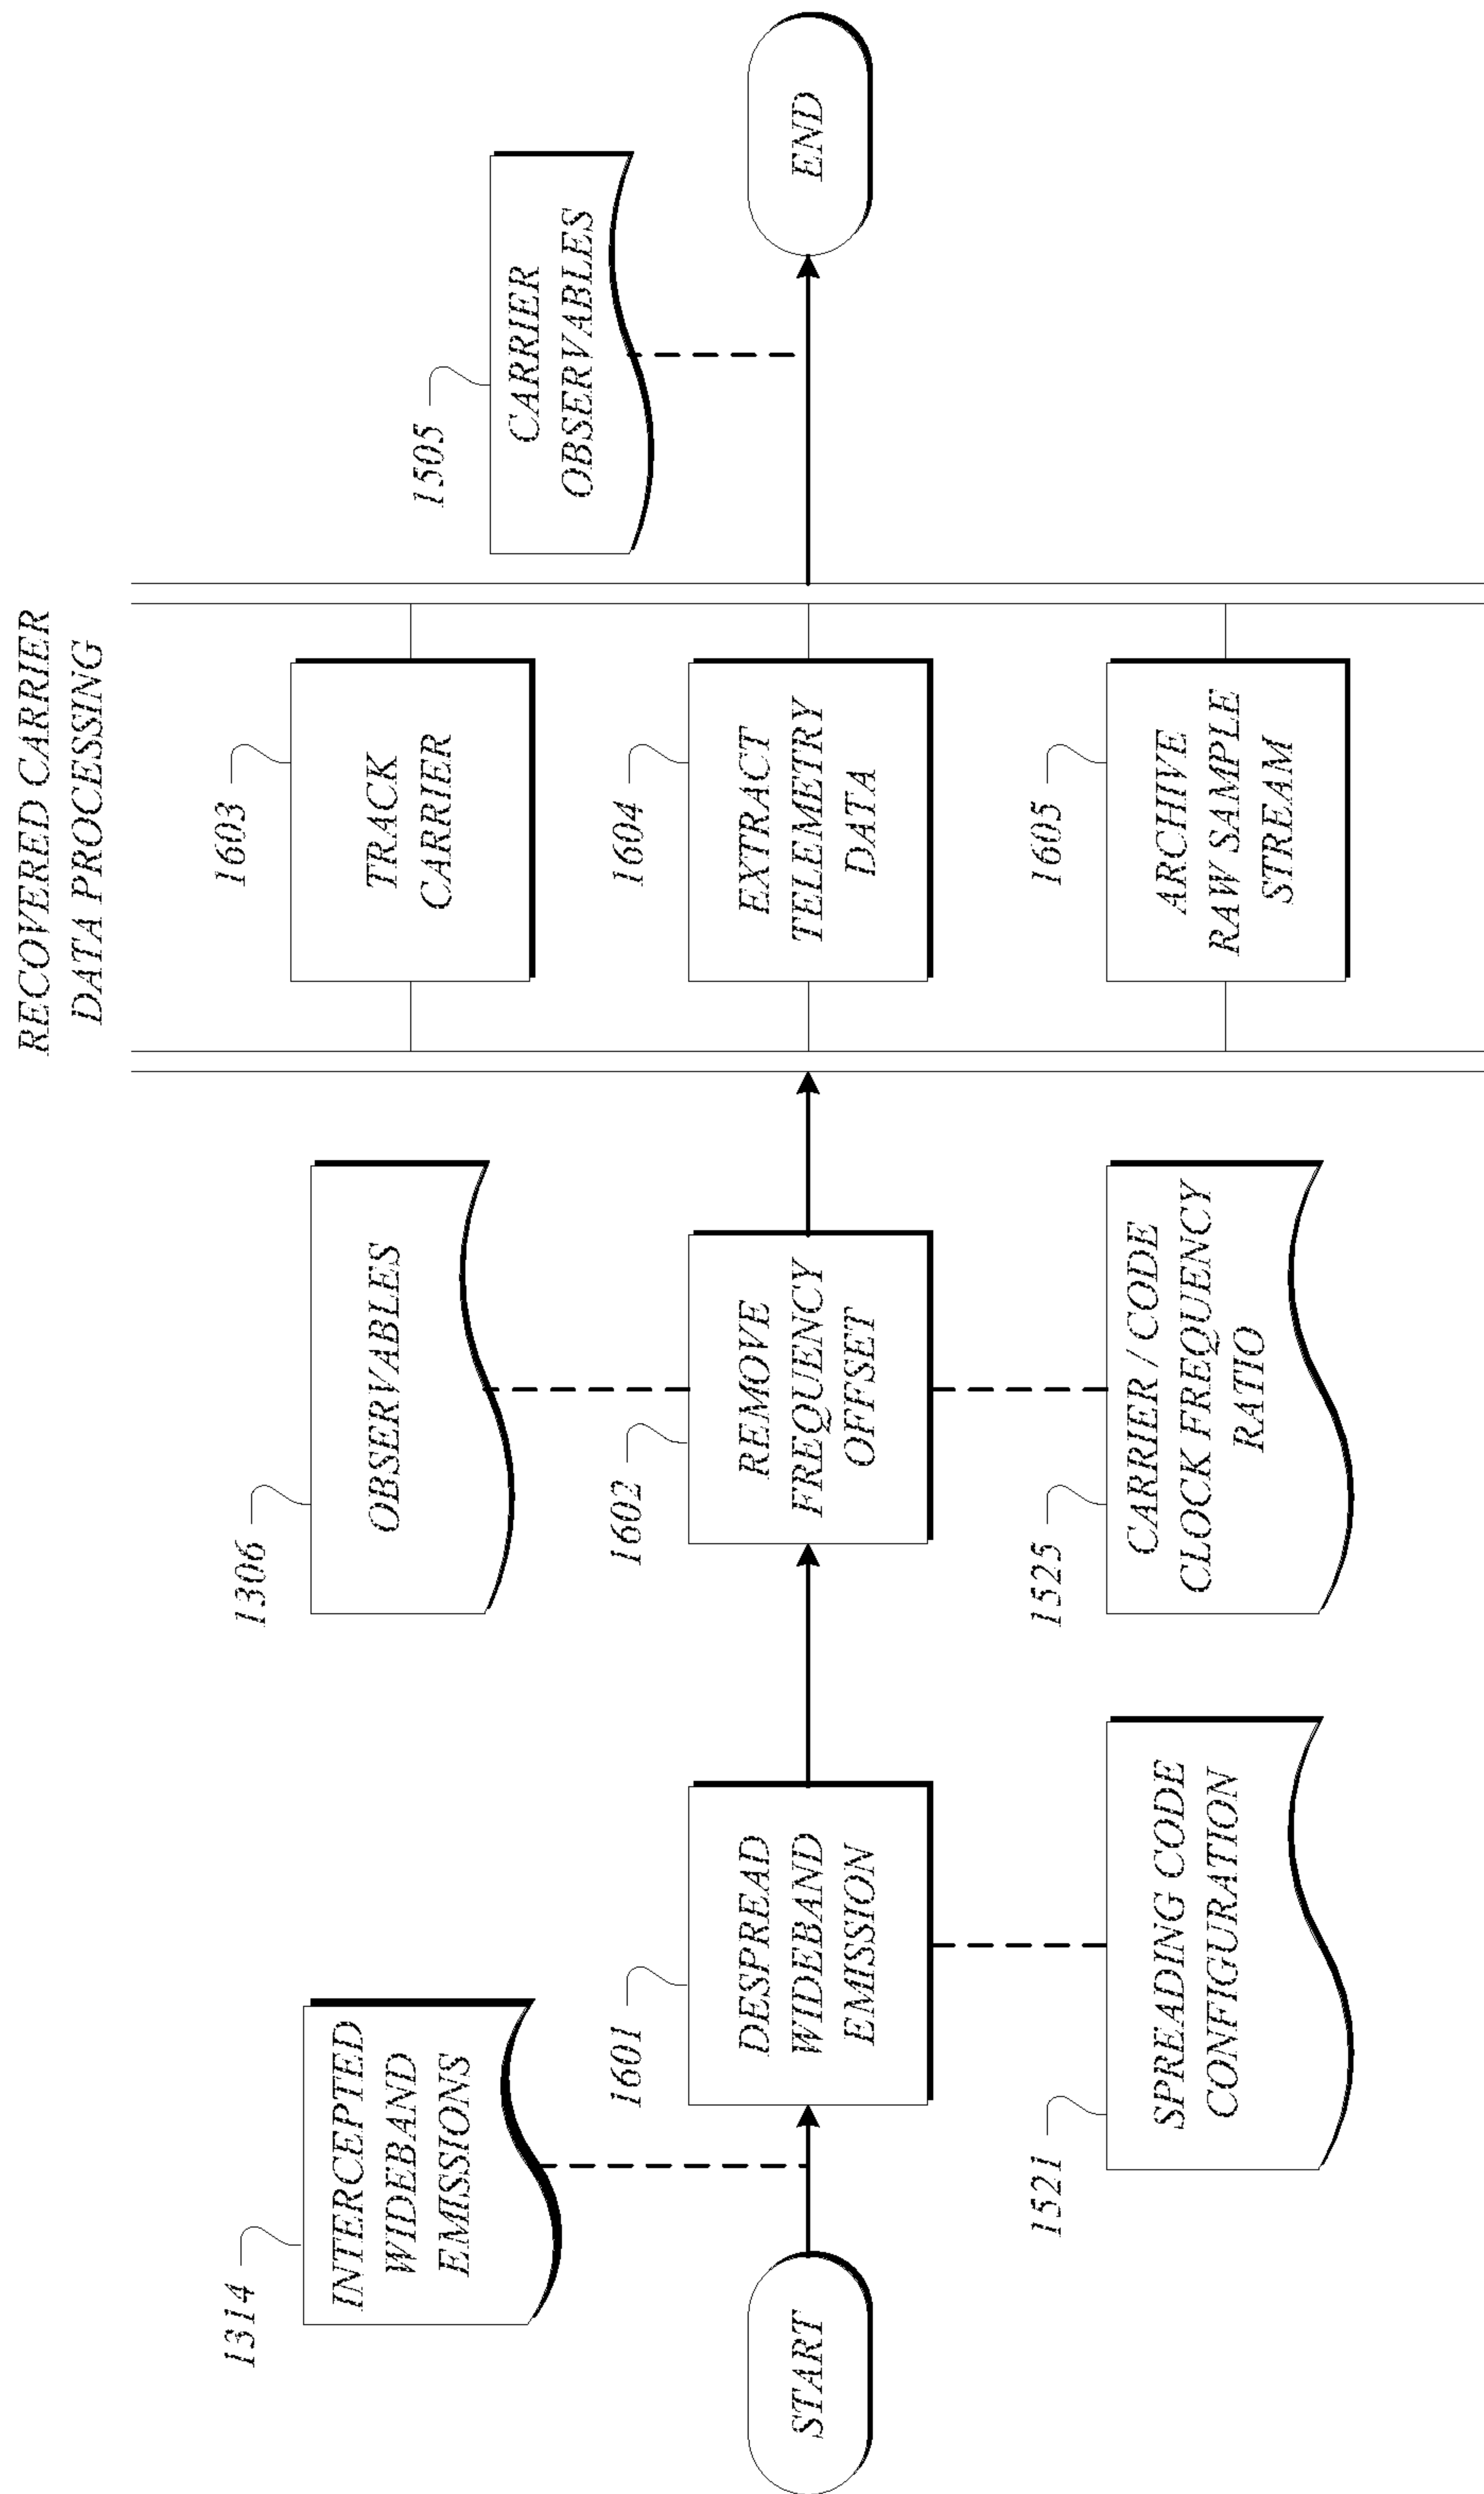 RECOVERED CARRIER
DATA PROCESSING
START
1314
INTERCEPTED
WIDEBAND
EMISSIONS
1601
DESPREAD
WIDEBAND
EMISSION
1521
SPREADING CODE
CONFIGURATION
1306
OBSERVABLES
1602
REMOVE
FREQUENCY
OFFSET
1525
CARRIER / CODE
CLOCK FREQUENCY
RATIO
1603
TRACK
CARRIER
1604
EXTRACT
TELEMETRY
DATA
1605
ARCHIVE
RAW SAMPLE
STREAM
1505
CARRIER
OBSERVABLES
END